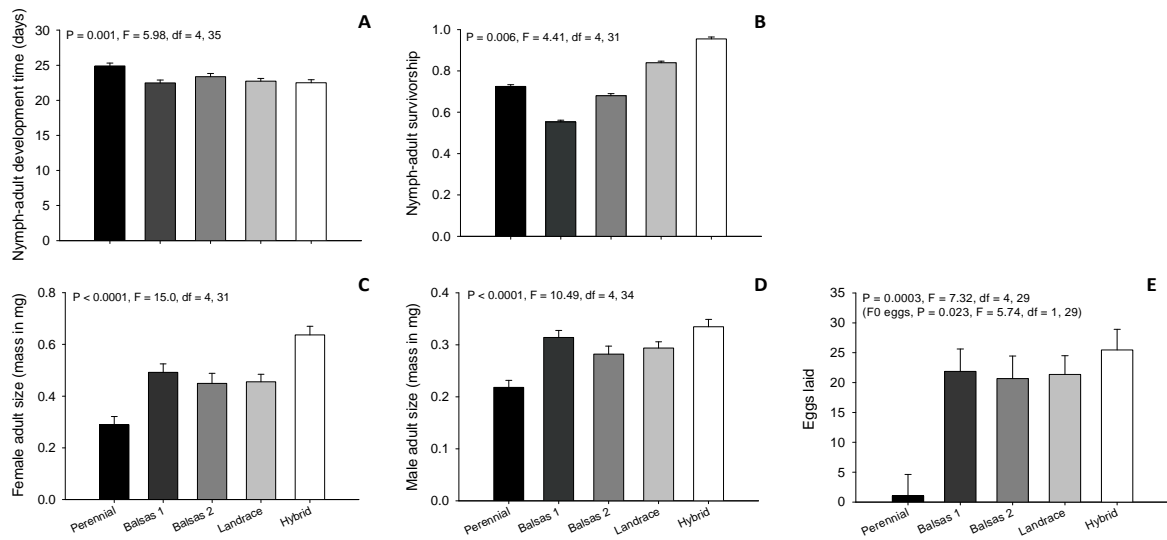 A
P = 0.001, F = 5.98, df = 4, 35
Nymph-adult development time (days)
30
25
20
15
10
5
0
B
P = 0.006, F = 4.41, df = 4, 31
Nymph-adult survivorship
1.0
0.8
0.6
0.4
0.2
0.0
C
P < 0.0001, F = 15.0, df = 4, 31
Female adult size (mass in mg)
0.8
0.6
0.4
0.2
0.0
Perennial
Balsas 1
Balsas 2
Landrace
Hybrid
D
P < 0.0001, F = 10.49, df = 4, 34
Male adult size (mass in mg)
0.4
0.3
0.2
0.1
0.0
Perennial
Balsas 1
Balsas 2
Landrace
Hybrid
E
P = 0.0003, F = 7.32, df = 4, 29
(F0 eggs, P = 0.023, F = 5.74, df = 1, 29)
Eggs laid
35
30
25
20
15
10
5
0
Perennial
Balsas 1
Balsas 2
Landrace
Hybrid